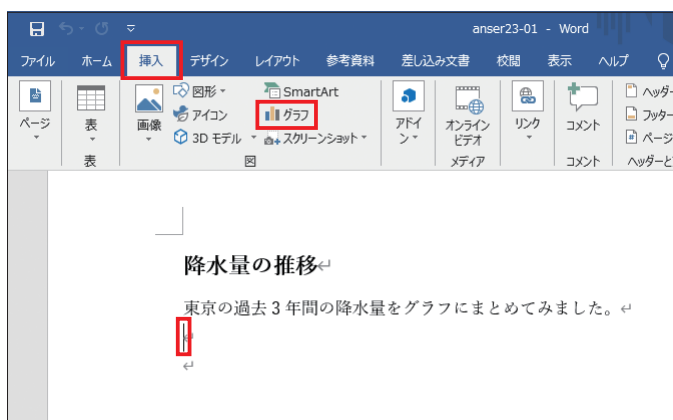 anser23-01 - Word
ファイル ホーム 挿入 デザイン レイアウト 参考資料 差し込み文書 校閲 表示 ヘルプ
ページ 表 画像 図形 アイコン 3D モデル SmartArt グラフ スクリーンショット アドイン オンライン ビデオ リンク コメント ヘッダー フッター ページ
表 図 メディア コメント ヘッダーと
降水量の推移
東京の過去3年間の降水量をグラフにまとめてみました。